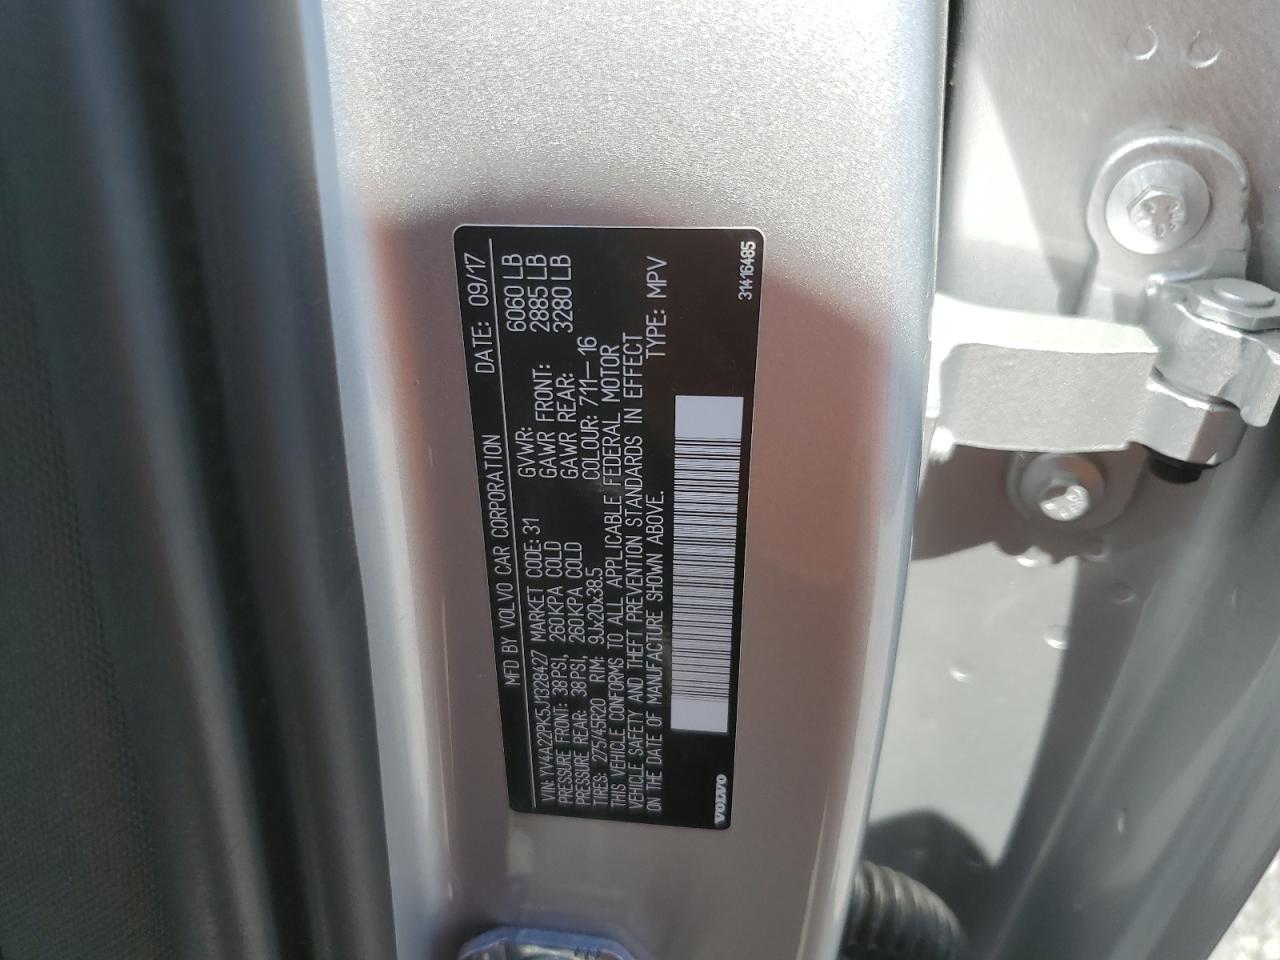 MFD BY VOLVO CAR CORPORATION DATE: 09/17
VIN: YV4A22PK5J1328427 MARKET CODE: 31 GVWR: 6060 LB
PRESSURE FRONT: 38PSI, 260KPA COLD GAWR FRONT: 2885 LB
PRESSURE REAR: 38PSI, 260KPA COLD GAWR REAR: 3280 LB
TIRES: 275/45R20 RIM: 9Jx20x38.5 COLOUR: 711-16
THIS VEHICLE CONFORMS TO ALL APPLICABLE FEDERAL MOTOR
VEHICLE SAFETY AND THEFT PREVENTION STANDARDS IN EFFECT
ON THE DATE OF MANUFACTURE SHOWN ABOVE. TYPE: MPV
VOLVO 31416485